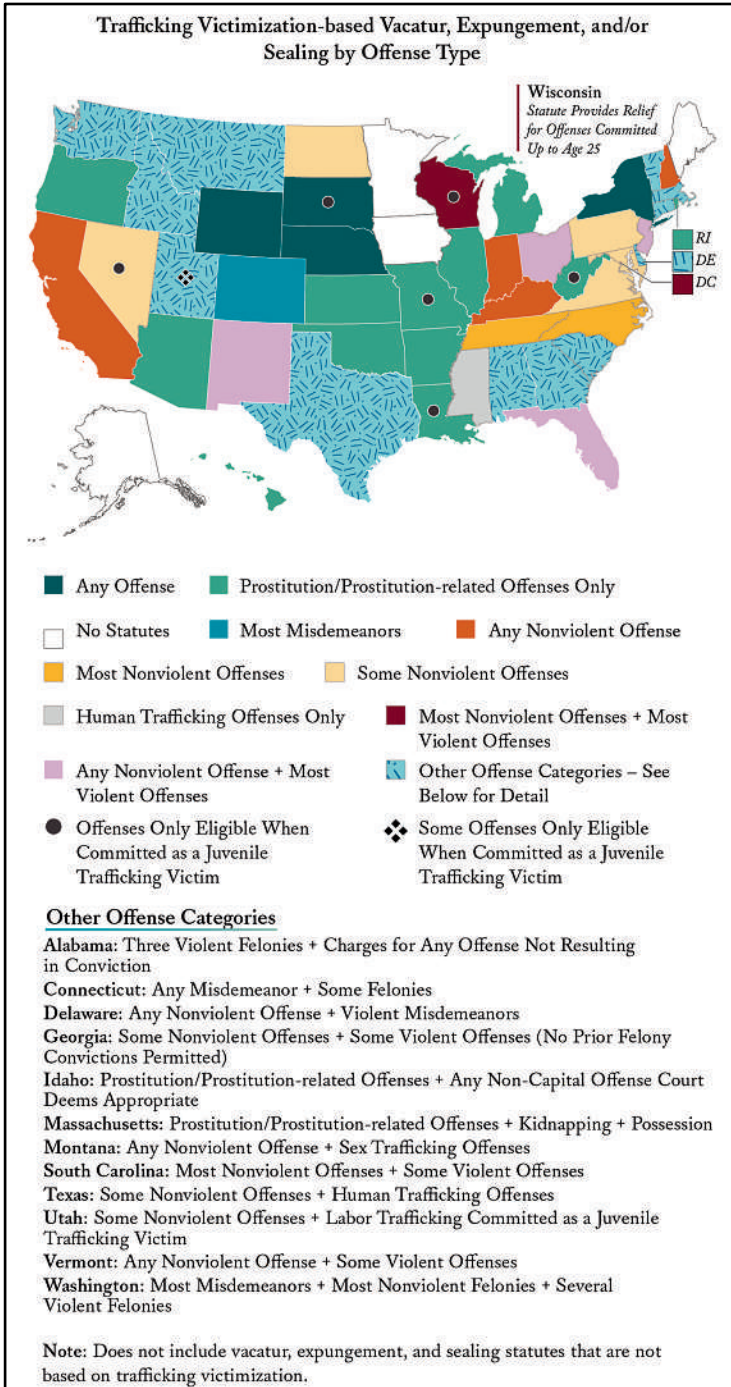 Trafficking Victimization-based Vacatur, Expungement, and/or
Sealing by Offense Type
Wisconsin
Statute Provides Relief
for Offenses Committed
Up to Age 25
RI
DE
DC
Any Offense
Prostitution/Prostitution-related Offenses Only
No Statutes
Most Misdemeanors
Any Nonviolent Offense
Most Nonviolent Offenses
Some Nonviolent Offenses
Human Trafficking Offenses Only
Most Nonviolent Offenses + Most
Violent Offenses
Any Nonviolent Offense + Most
Violent Offenses
Other Offense Categories – See
Below for Detail
Offenses Only Eligible When
Committed as a Juvenile
Trafficking Victim
Some Offenses Only Eligible
When Committed as a Juvenile
Trafficking Victim
Other Offense Categories
Alabama: Three Violent Felonies + Charges for Any Offense Not Resulting
in Conviction
Connecticut: Any Misdemeanor + Some Felonies
Delaware: Any Nonviolent Offense + Violent Misdemeanors
Georgia: Some Nonviolent Offenses + Some Violent Offenses (No Prior Felony
Convictions Permitted)
Idaho: Prostitution/Prostitution-related Offenses + Any Non-Capital Offense Court
Deems Appropriate
Massachusetts: Prostitution/Prostitution-related Offenses + Kidnapping + Possession
Montana: Any Nonviolent Offense + Sex Trafficking Offenses
South Carolina: Most Nonviolent Offenses + Some Violent Offenses
Texas: Some Nonviolent Offenses + Human Trafficking Offenses
Utah: Some Nonviolent Offenses + Labor Trafficking Committed as a Juvenile
Trafficking Victim
Vermont: Any Nonviolent Offense + Some Violent Offenses
Washington: Most Misdemeanors + Most Nonviolent Felonies + Several
Violent Felonies
Note: Does not include vacatur, expungement, and sealing statutes that are not
based on trafficking victimization.